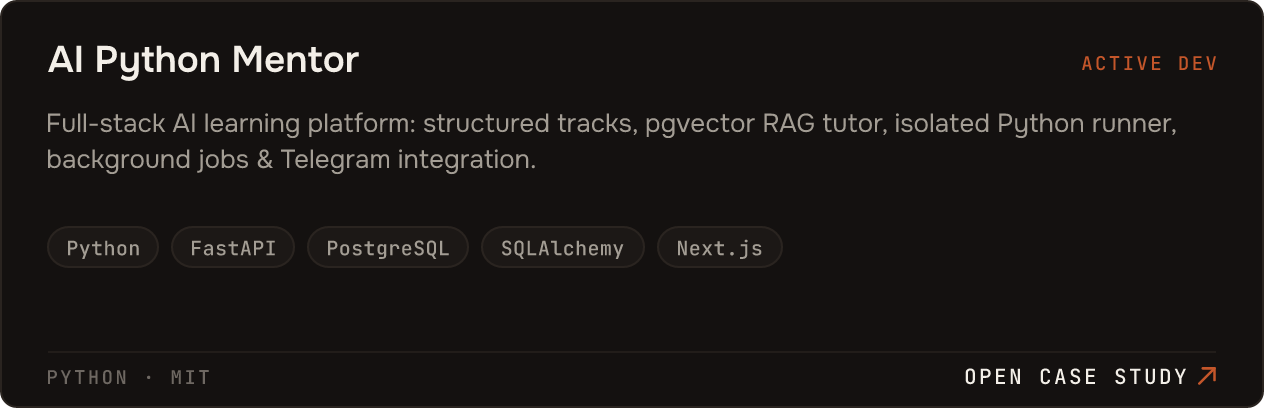 AI Python Mentor
ACTIVE DEV
Full-stack AI learning platform: structured tracks, pgvector RAG tutor, isolated Python runner,
background jobs & Telegram integration.
Python FastAPI PostgreSQL SQLAlchemy Next.js
PYTHON · MIT
OPEN CASE STUDY